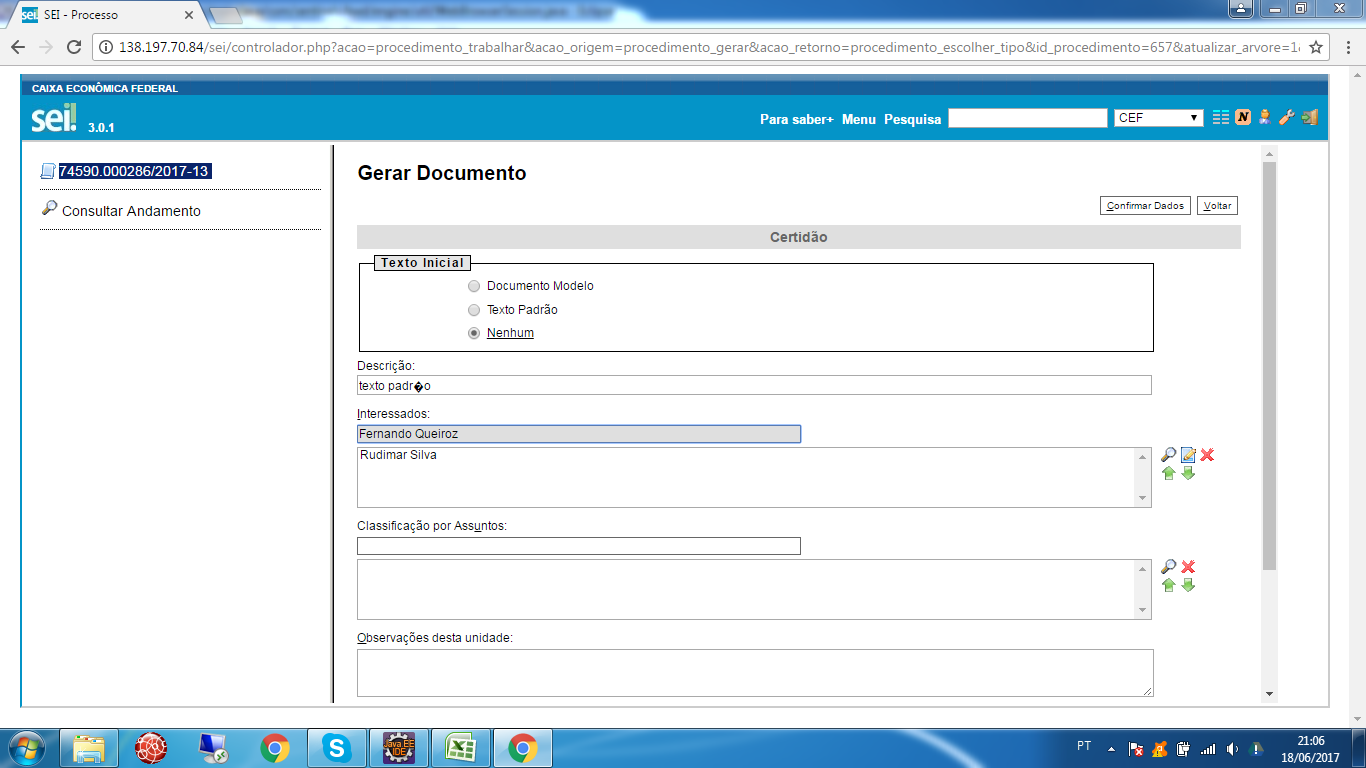 SEI - Processo
138.197.70.84/sei/controlador.php?acao=procedimento_trabalhar&acao_origem=procedimento_gerar&acao_retorno=procedimento_escolher_tipo&id_procedimento=657&atualizar_arvore=1&
CAIXA ECONÔMICA FEDERAL
sei! 3.0.1
Para saber+ Menu Pesquisa CEF
N
74590.000286/2017-13
Consultar Andamento
Gerar Documento
Confirmar Dados Voltar
Certidão
Texto Inicial
Documento Modelo
Texto Padrão
Nenhum
Descrição:
texto padr�o
Interessados:
Fernando Queiroz
Rudimar Silva
Classificação por Assuntos:
Observações desta unidade:
Java EE
IDE
PT
21:06
18/06/2017